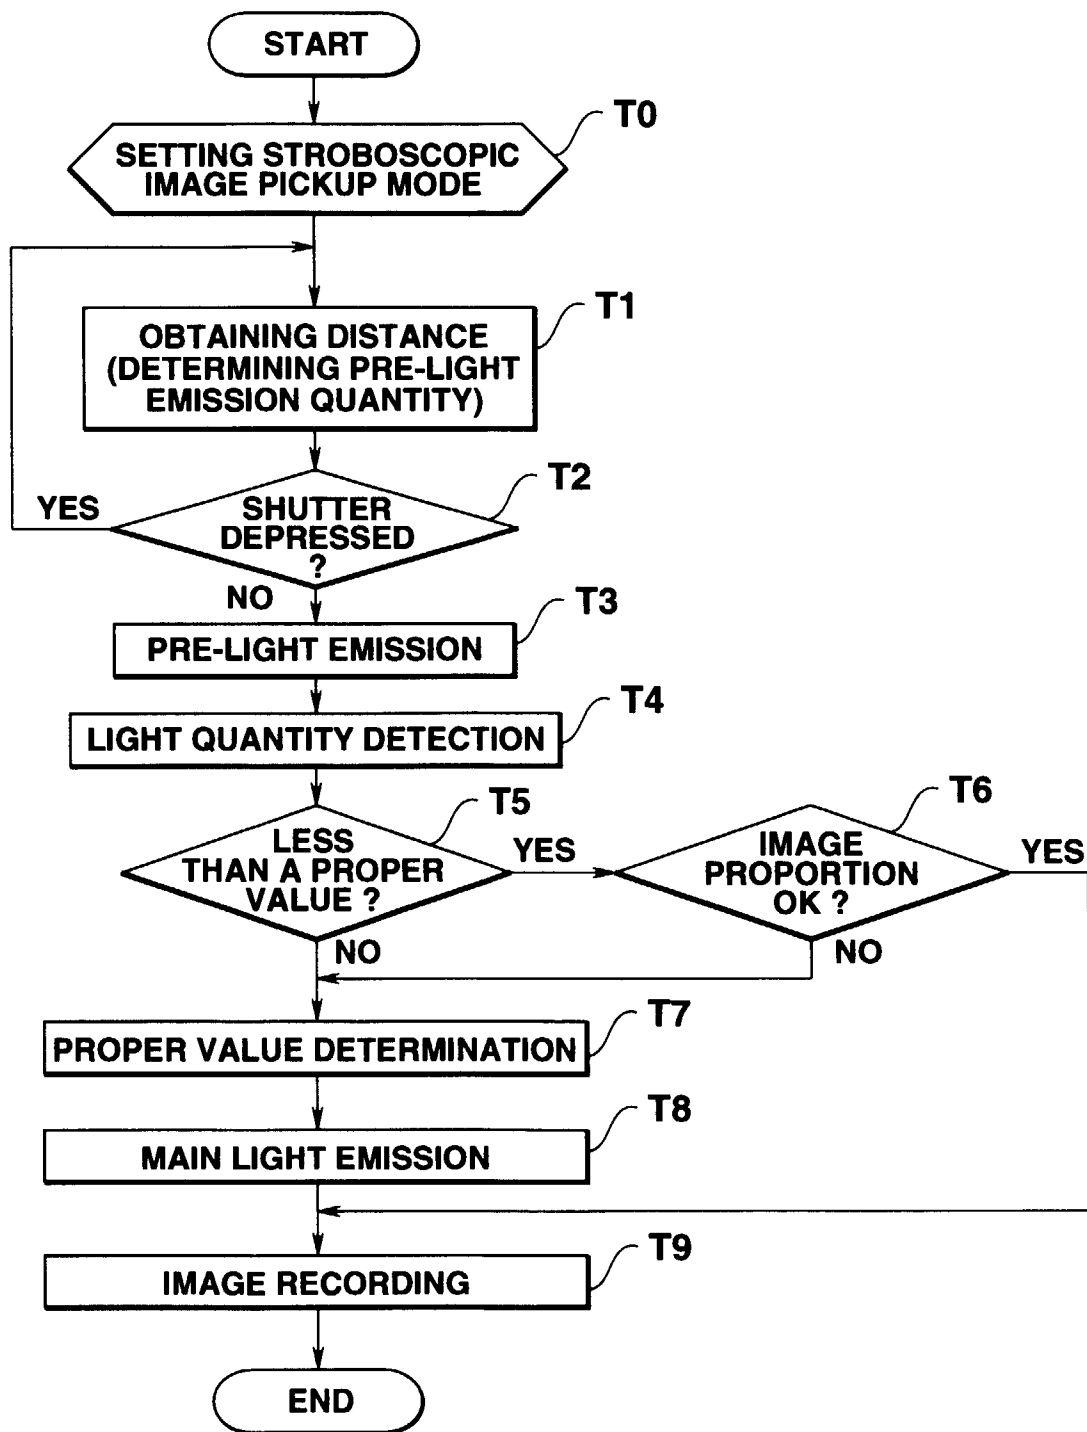 START
T0
SETTING STROBOSCOPIC
IMAGE PICKUP MODE
T1
OBTAINING DISTANCE
(DETERMINING PRE-LIGHT
EMISSION QUANTITY)
T2
YES
SHUTTER
DEPRESSED
?
NO
T3
PRE-LIGHT EMISSION
T4
LIGHT QUANTITY DETECTION
T5
LESS
THAN A PROPER
VALUE ?
YES
T6
IMAGE
PROPORTION
OK ?
YES
NO
NO
T7
PROPER VALUE DETERMINATION
T8
MAIN LIGHT EMISSION
T9
IMAGE RECORDING
END